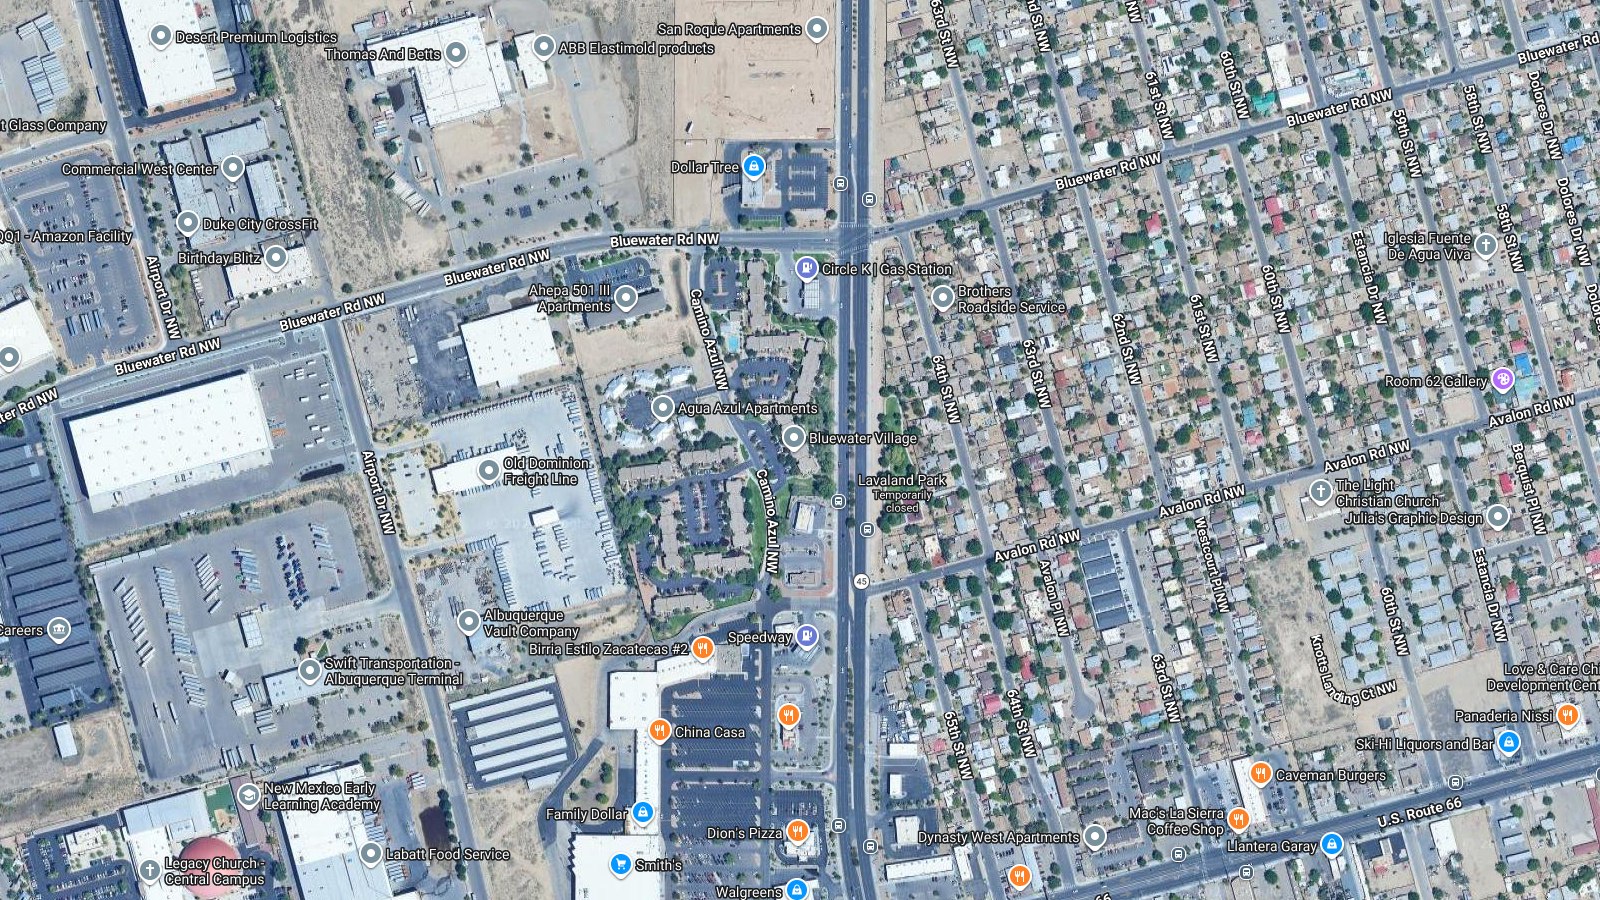 San Roque Apartments
Desert Premium Logistics
Thomas And Betts
ABB Elastimold products
63rd St NW
Bluewater Rd
t Glass Company
Commercial West Center
Dollar Tree
Bluewater Rd NW
Bluewater Rd NW
61st St NW
60th St NW
59th St NW
58th St NW
Dolores Dr NW
Duke City CrossFit
QQ1 - Amazon Facility
Birthday Blitz
Bluewater Rd NW
Bluewater Rd NW
Bluewater Rd NW
Bluewater Rd NW
Airport Dr NW
Circle K | Gas Station
Ahepa 501 III
Apartments
Camino Azul NW
Brothers
Roadside Service
Iglesia Fuente
De Agua Viva
58th St NW
Dolores Dr NW
Estancia Dr NW
60th St NW
61st St NW
62nd St NW
63rd St NW
64th St NW
ter Rd NW
Room 62 Gallery
Avalon Rd NW
Agua Azul Apartments
Bluewater Village
Old Dominion
Freight Line
Airport Dr NW
Camino Azul NW
Lavaland Park
Temporarily
closed
Avalon Rd NW
Avalon Rd NW
Avalon Rd NW
The Light
Christian Church
Julia's Graphic Design
Berquist Pl NW
Westcourt Pl NW
Avalon Pl NW
45
Estancia Dr NW
60th St NW
Careers
Albuquerque
Vault Company
Speedway
Birria Estilo Zacatecas #2
Swift Transportation -
Albuquerque Terminal
Knotts Landing Ct NW
Love & Care Chi
Development Cent
63rd St NW
64th St NW
65th St NW
China Casa
Panaderia Nissi
Ski-Hi Liquors and Bar
Caveman Burgers
New Mexico Early
Learning Academy
Family Dollar
Dion's Pizza
Mac's La Sierra
Coffee Shop
U.S. Route 66
Dynasty West Apartments
Llantera Garay
Labatt Food Service
Legacy Church -
Central Campus
Smith's
Walgreens
66